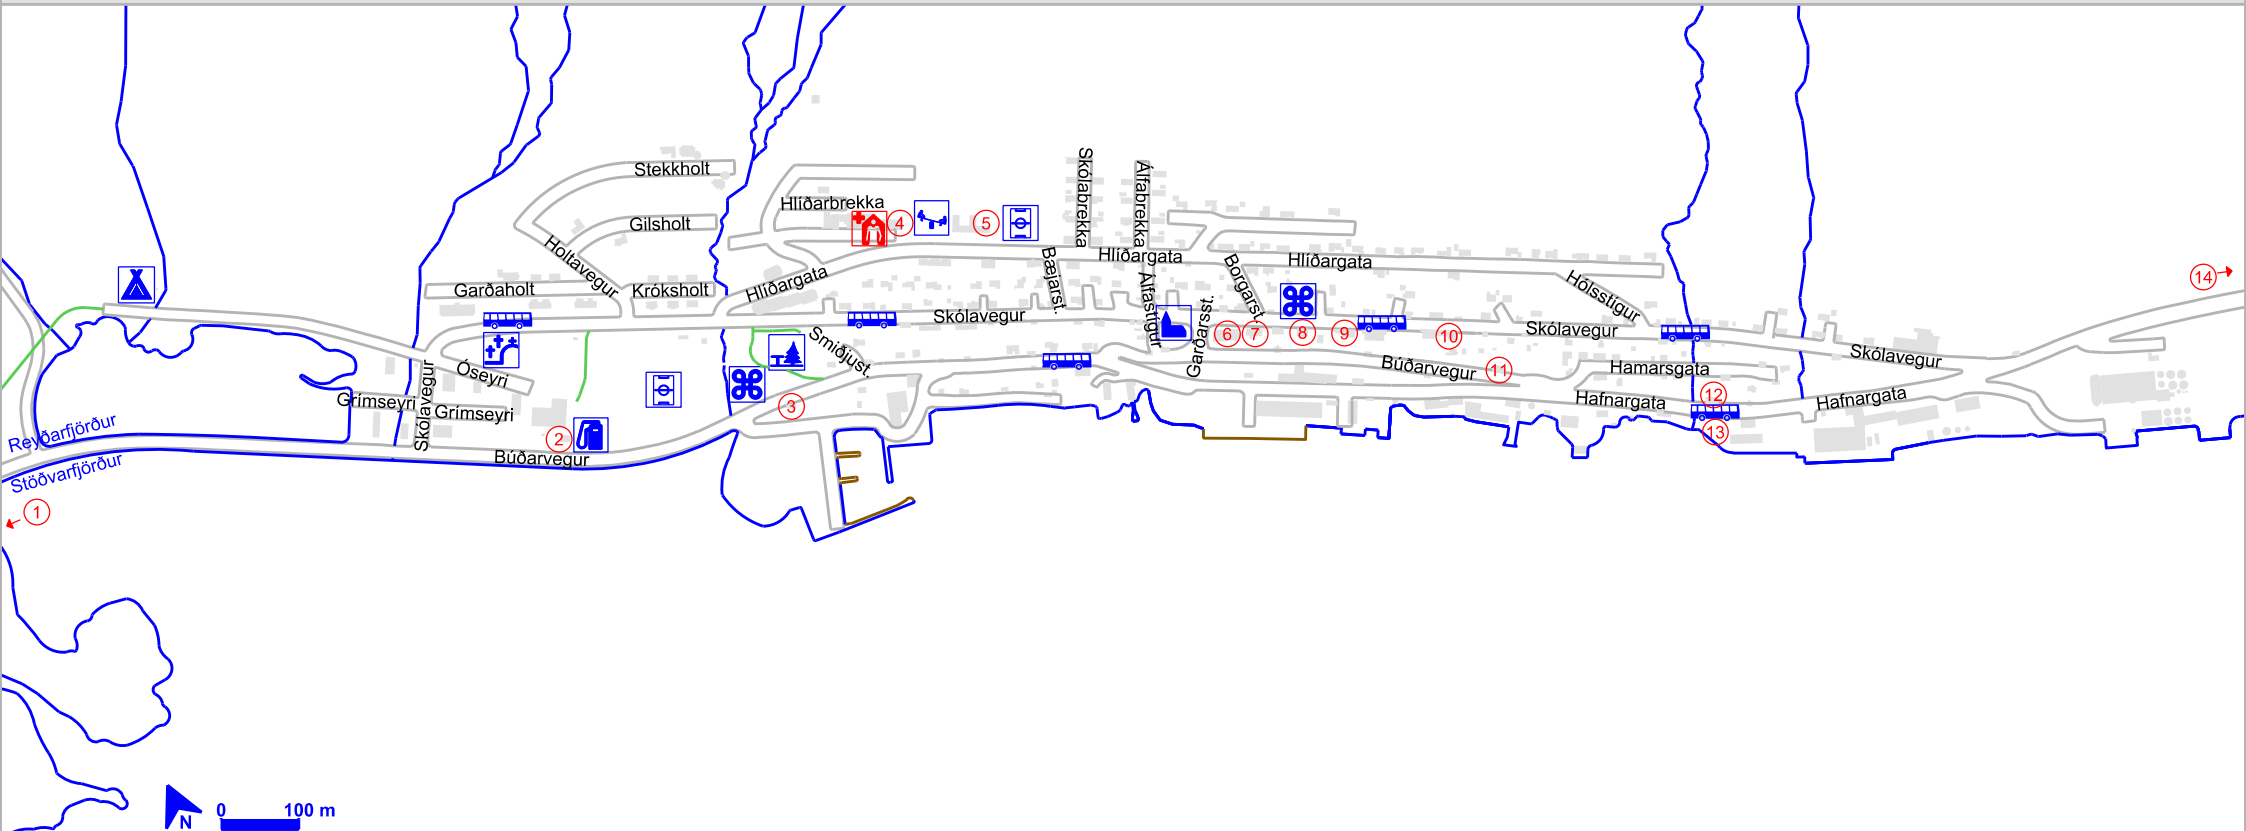 Stekkholt
Gilsholt
Holtavegur
Garðaholt
Króksholt
Hlíðarbrekka
4
5
Skólabrekka
Álfabrekka
Hlíðargata
Hlíðargata
Hlíðargata
Bæjarst.
Álfastígur
Borgarst.
Garðarsst.
Hólsstígur
14
Skólavegur
Skólavegur
Skólavegur
6
7
8
9
10
Smiðjust.
Óseyri
Skólavegur
Grímseyri
Grímseyri
Búðarvegur
11
Hamarsgata
Hafnargata
Hafnargata
12
13
3
2
Búðarvegur
Reyðarfjörður
Stöðvarfjörður
1
N
0
100 m